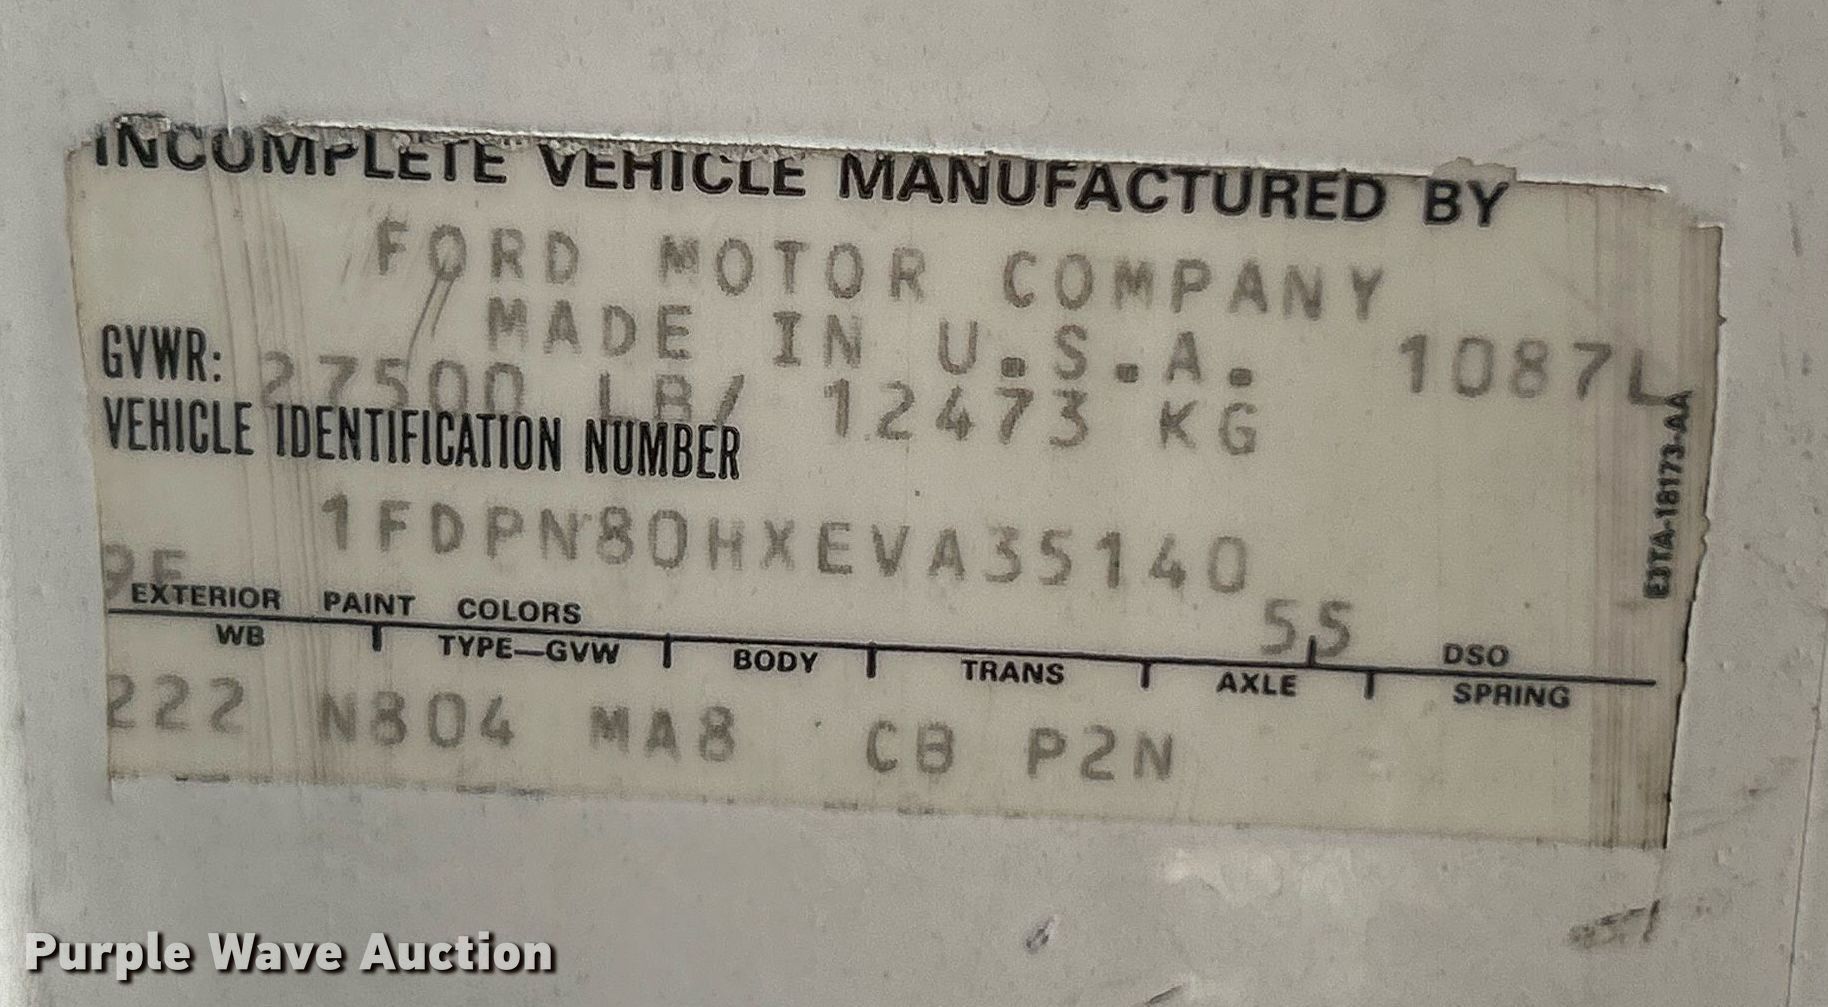 INCOMPLETE VEHICLE MANUFACTURED BY
FORD MOTOR COMPANY
MADE IN U.S.A.
GVWR: 27500 LB/ 12473 KG 1087L
VEHICLE IDENTIFICATION NUMBER
1FDPN80HXEVA35140
9E 55
EXTERIOR PAINT COLORS DSO
WB TYPE—GVW BODY TRANS AXLE SPRING
222 N804 MA8 CB P2N
E3TA-18173-AA
Purple Wave Auction